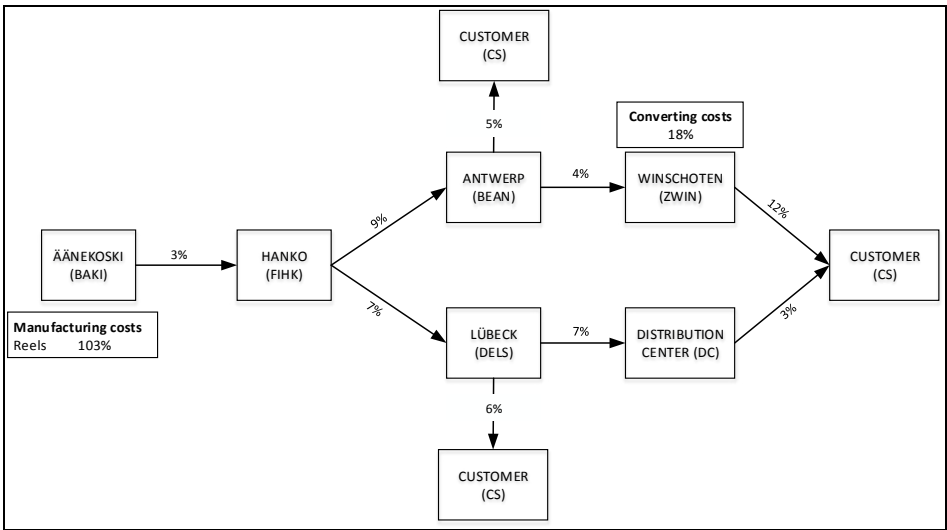 CUSTOMER
(CS)
5%
Converting costs
18%
ANTWERP
(BEAN)
4%
WINSCHOTEN
(ZWIN)
9%
12%
ÄÄNEKOSKI
(BAKI)
3%
HANKO
(FIHK)
CUSTOMER
(CS)
Manufacturing costs
Reels 103%
7%
LÜBECK
(DELS)
7%
DISTRIBUTION
CENTER (DC)
3%
6%
CUSTOMER
(CS)